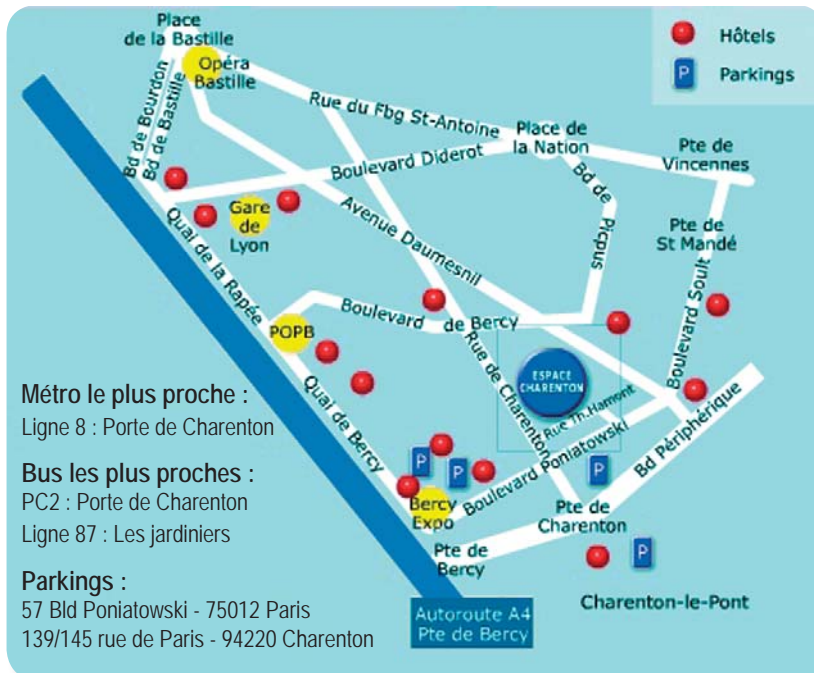 Place
de la Bastille
Opéra
Bastille
Hôtels
P
Parkings
Bd de Bourdon
Bd de Bastille
Rue du Fbg St-Antoine
Place de
la Nation
Pte de
Vincennes
Boulevard Diderot
Bd de Picpus
Gare
de
Lyon
Avenue Daumesnil
Pte de
St Mandé
Quai de la Rapée
Boulevard Soult
POPB
Boulevard de Bercy
Rue de Charenton
ESPACE
CHARENTON
Rue Th.Hamont
Quai de Bercy
Boulevard Poniatowski
Bd Périphérique
P
P
P
Bercy
Expo
Pte de
Charenton
Pte de
Bercy
P
Charenton-le-Pont
Autoroute A4
Pte de Bercy
Métro le plus proche :
Ligne 8 : Porte de Charenton
Bus les plus proches :
PC2 : Porte de Charenton
Ligne 87 : Les jardiniers
Parkings :
57 Bld Poniatowski - 75012 Paris
139/145 rue de Paris - 94220 Charenton